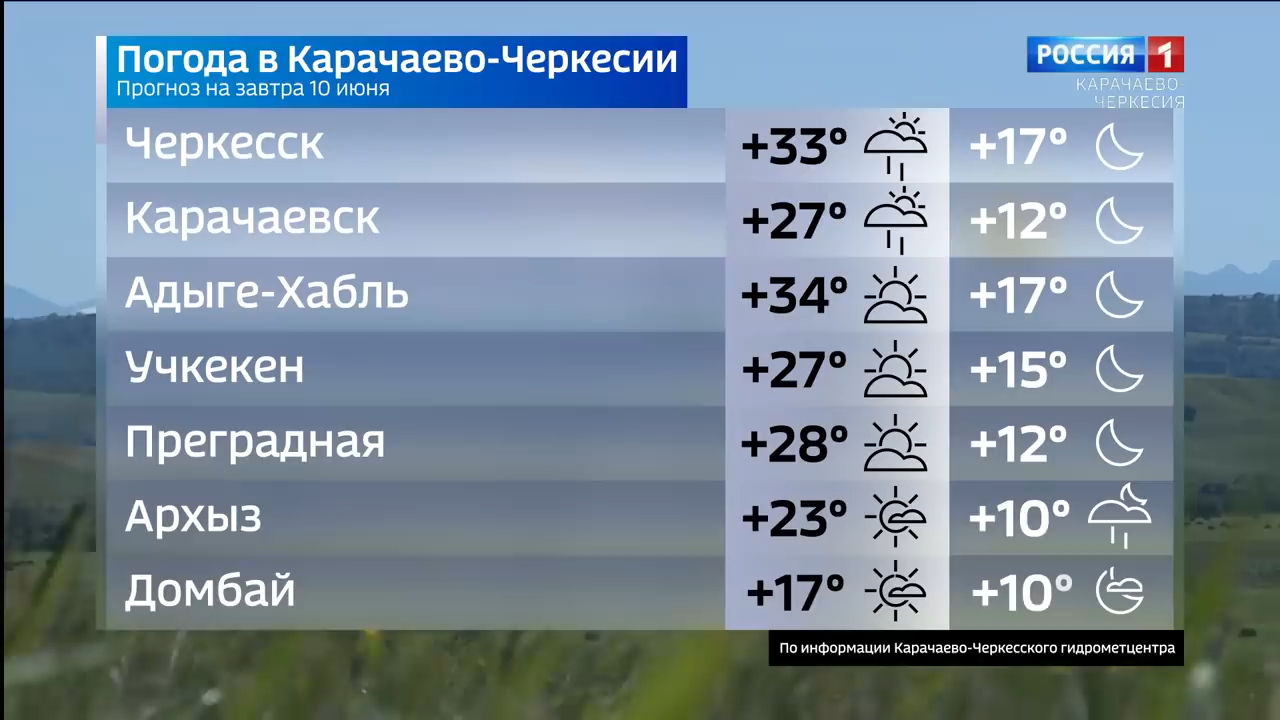 Погода в Карачаево-Черкесии
Прогноз на завтра 10 июня
РОССИЯ 1
КАРАЧАЕВО-
ЧЕРКЕСИЯ
Черкесск +33° +17°
Карачаевск +27° +12°
Адыге-Хабль +34° +17°
Учкекен +27° +15°
Преградная +28° +12°
Архыз +23° +10°
Домбай +17° +10°
По информации Карачаево-Черкесского гидрометцентра